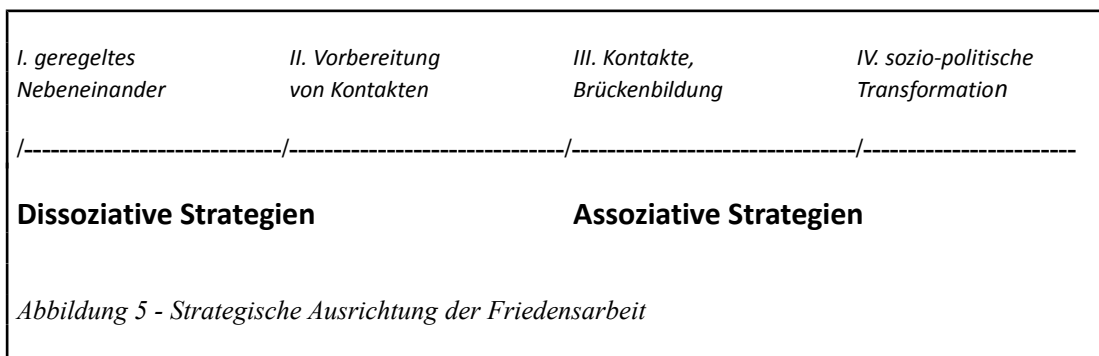 I. geregeltes II. Vorbereitung III. Kontakte, IV. sozio-politische
Nebeneinander von Kontakten Brückenbildung Transformation
/-----------------------------/-------------------------------/--------------------------------/------------------------
Dissoziative Strategien Assoziative Strategien
Abbildung 5 - Strategische Ausrichtung der Friedensarbeit